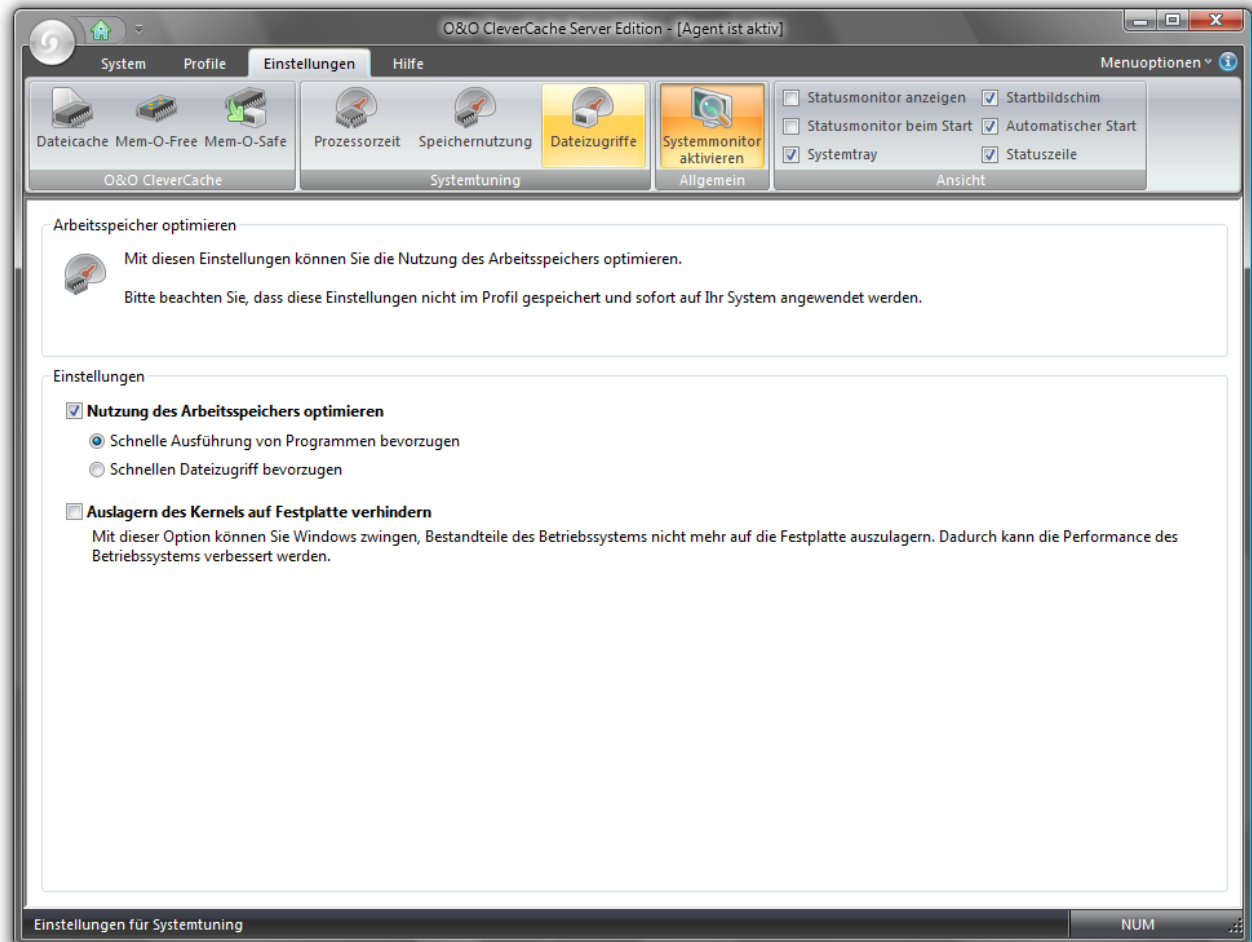 O&O CleverCache Server Edition - [Agent ist aktiv]
System Profile Einstellungen Hilfe Menuoptionen
Dateicache Mem-O-Free Mem-O-Safe
O&O CleverCache
Prozessorzeit Speichernutzung Dateizugriffe
Systemtuning
Systemmonitor
aktivieren
Allgemein
Statusmonitor anzeigen Startbildschim
Statusmonitor beim Start Automatischer Start
Systemtray Statuszeile
Ansicht
Arbeitsspeicher optimieren
Mit diesen Einstellungen können Sie die Nutzung des Arbeitsspeichers optimieren.
Bitte beachten Sie, dass diese Einstellungen nicht im Profil gespeichert und sofort auf Ihr System angewendet werden.
Einstellungen
Nutzung des Arbeitsspeichers optimieren
Schnelle Ausführung von Programmen bevorzugen
Schnellen Dateizugriff bevorzugen
Auslagern des Kernels auf Festplatte verhindern
Mit dieser Option können Sie Windows zwingen, Bestandteile des Betriebssystems nicht mehr auf die Festplatte auszulagern. Dadurch kann die Performance des
Betriebssystems verbessert werden.
Einstellungen für Systemtuning NUM